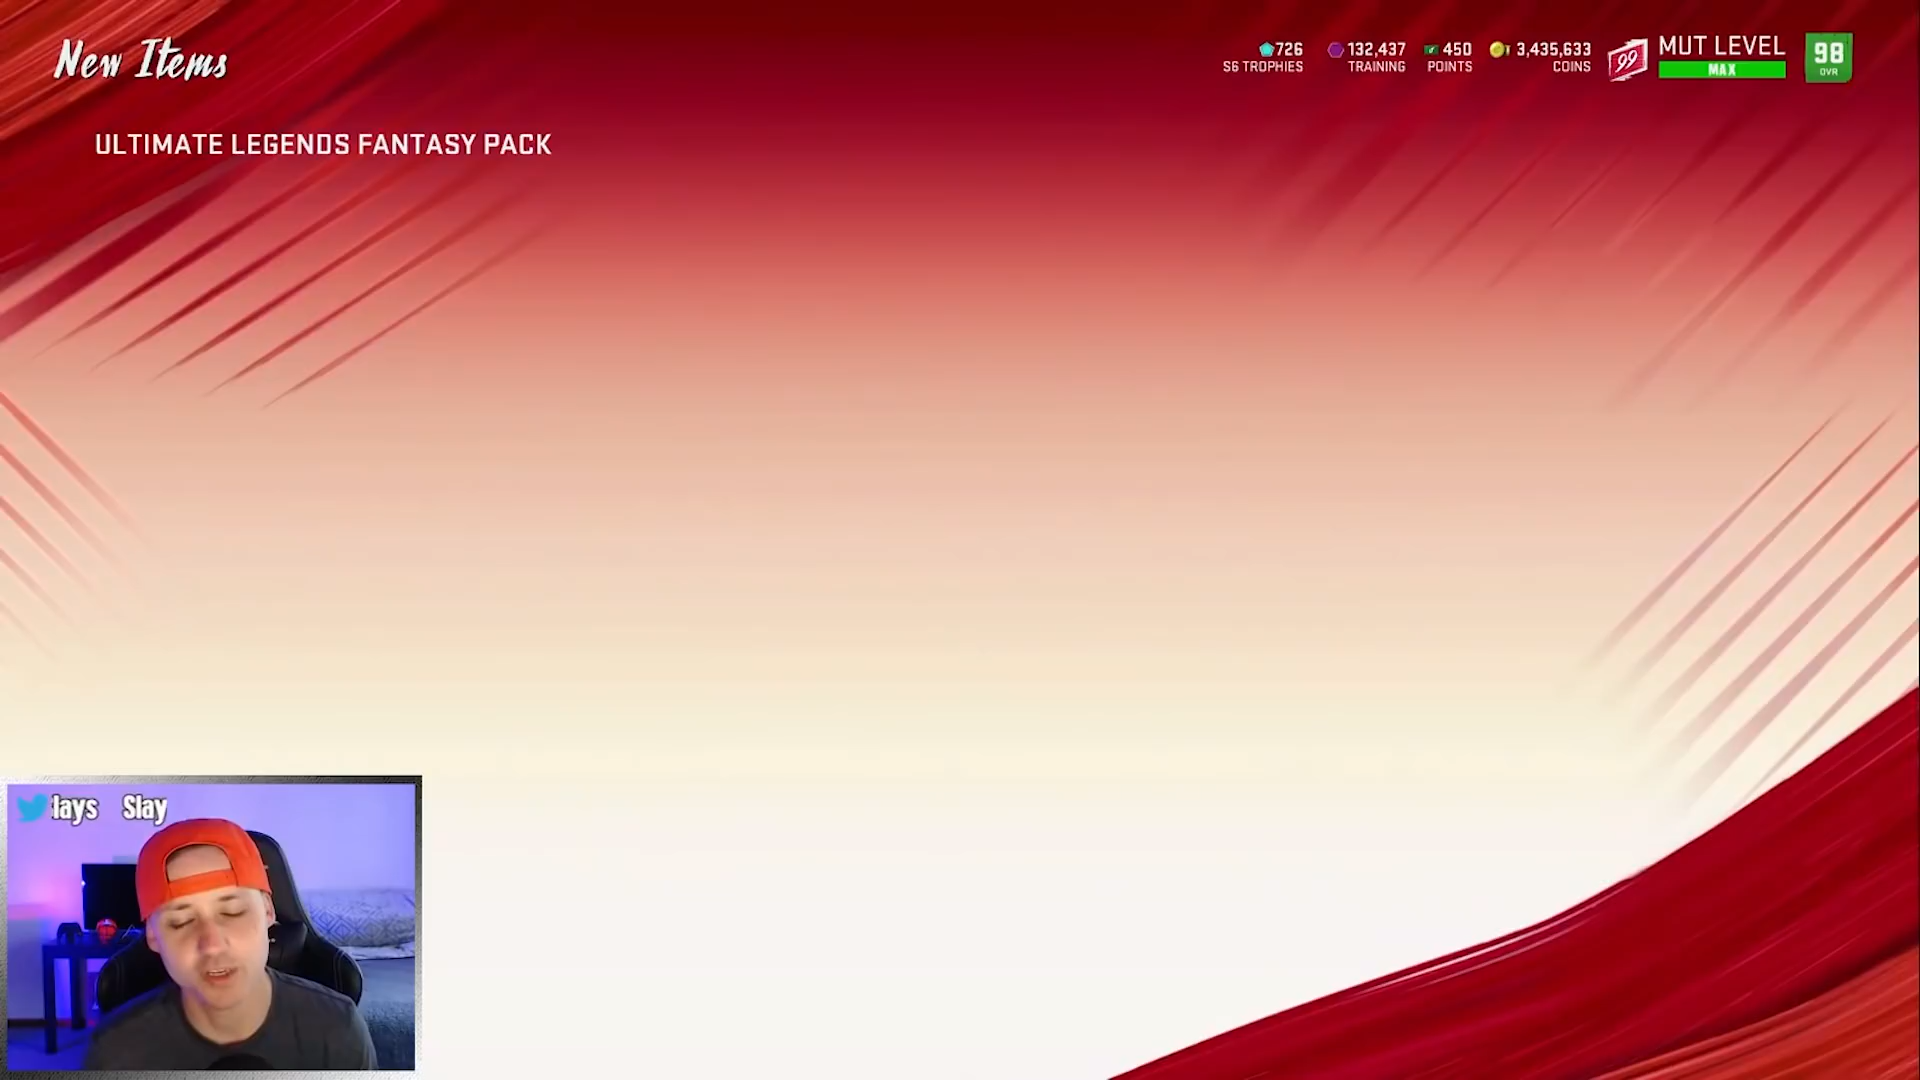 New Items
726
S6 TROPHIES
132,437
TRAINING
450
POINTS
3,435,633
COINS
99
MUT LEVEL
MAX
98
OVR
ULTIMATE LEGENDS FANTASY PACK
lays Slay